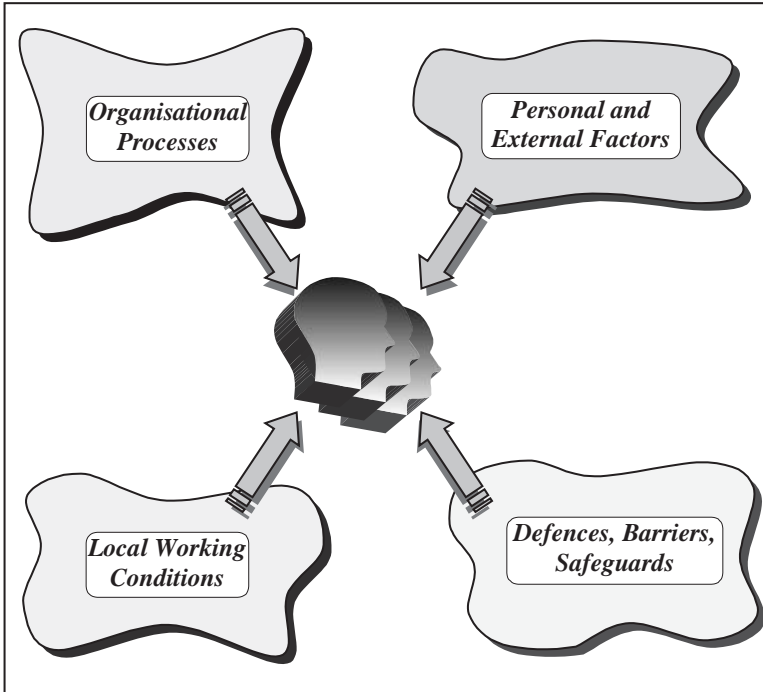 Organisational
Processes
Personal and
External Factors
Local Working
Conditions
Defences, Barriers,
Safeguards